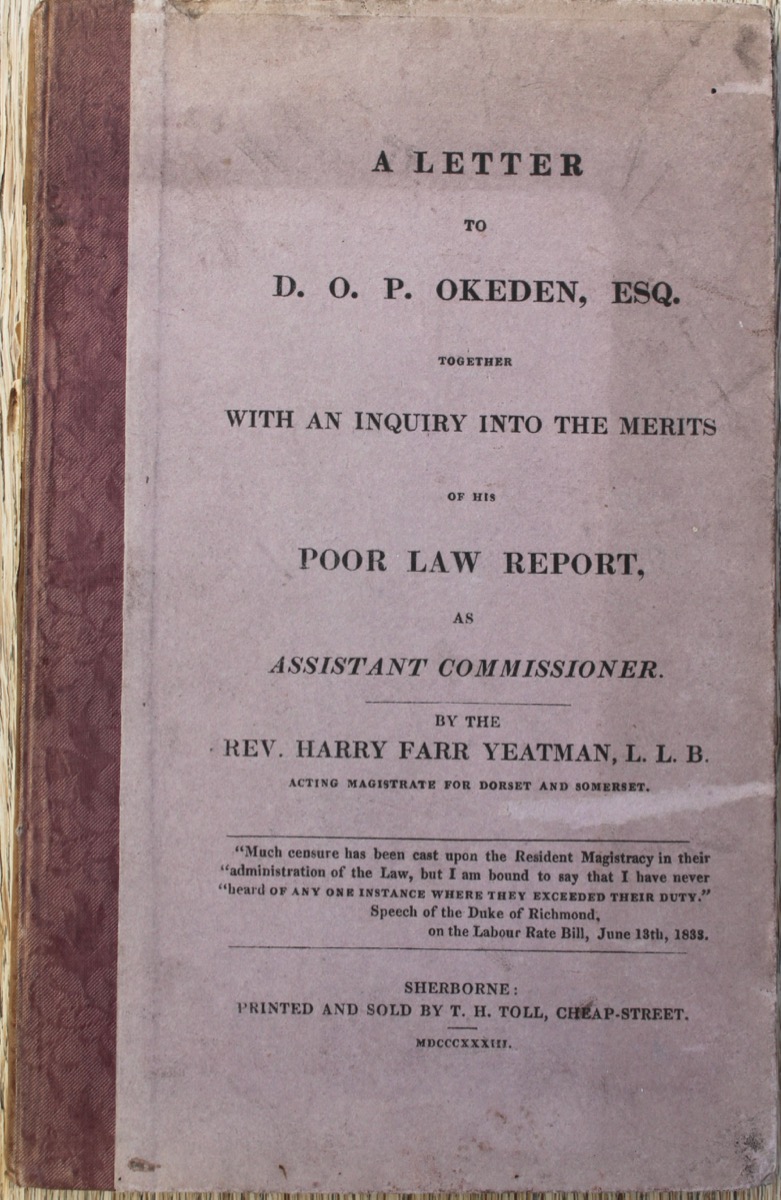 A LETTER
TO
D. O. P. OKEDEN, ESQ.
TOGETHER
WITH AN INQUIRY INTO THE MERITS
OF HIS
POOR LAW REPORT,
AS
ASSISTANT COMMISSIONER.
BY THE
REV. HARRY FARR YEATMAN, L. L. B.
ACTING MAGISTRATE FOR DORSET AND SOMERSET.
"Much censure has been cast upon the Resident Magistracy in their
"administration of the Law, but I am bound to say that I have never
"heard OF ANY ONE INSTANCE WHERE THEY EXCEEDED THEIR DUTY."
Speech of the Duke of Richmond,
on the Labour Rate Bill, June 13th, 1833.
SHERBORNE:
PRINTED AND SOLD BY T. H. TOLL, CHEAP-STREET.
MDCCCXXXIII.